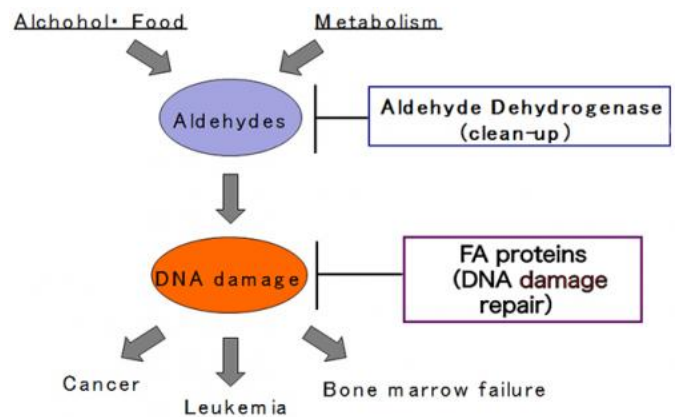 Alchohol・Food
Metabolism
Aldehydes
Aldehyde Dehydrogenase
(clean-up)
DNA damage
FA proteins
(DNA damage
repair)
Cancer
Leukemia
Bone marrow failure